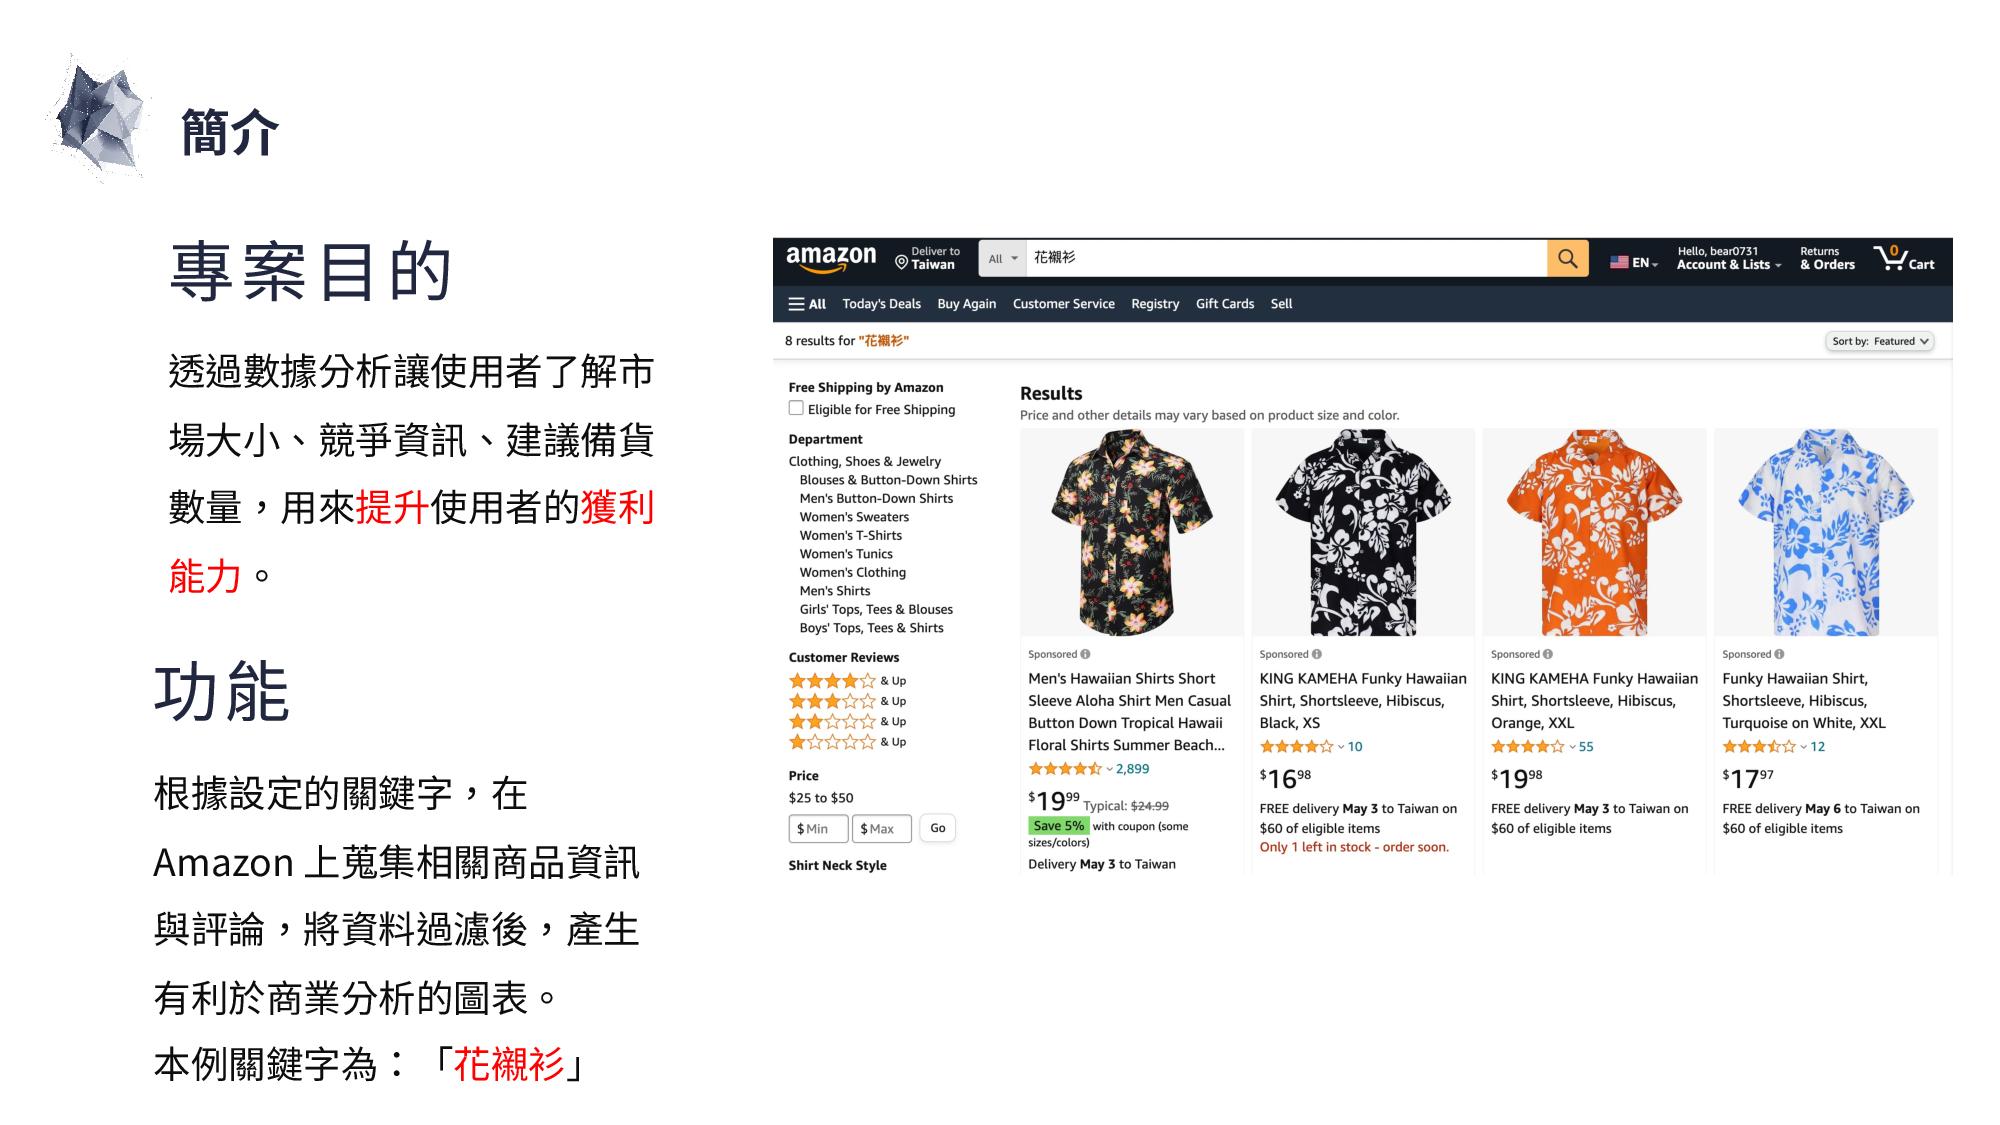 簡介
專案目的
透過數據分析讓使用者了解市
場大小、競爭資訊、建議備貨
數量，用來提升使用者的獲利
能力。
功能
根據設定的關鍵字，在
Amazon 上蒐集相關商品資訊
與評論，將資料過濾後，產生
有利於商業分析的圖表。
本例關鍵字為：「花襯衫」
amazon
Deliver to
Taiwan
All
花襯衫
EN
Hello, bear0731
Account & Lists
Returns
& Orders
0
Cart
All Today's Deals Buy Again Customer Service Registry Gift Cards Sell
8 results for "花襯衫"
Sort by: Featured
Free Shipping by Amazon
Eligible for Free Shipping
Department
Clothing, Shoes & Jewelry
Blouses & Button-Down Shirts
Men's Button-Down Shirts
Women's Sweaters
Women's T-Shirts
Women's Tunics
Women's Clothing
Men's Shirts
Girls' Tops, Tees & Blouses
Boys' Tops, Tees & Shirts
Customer Reviews
& Up
& Up
& Up
& Up
Price
$25 to $50
$ Min $ Max Go
Shirt Neck Style
Results
Price and other details may vary based on product size and color.
Sponsored
Men's Hawaiian Shirts Short
Sleeve Aloha Shirt Men Casual
Button Down Tropical Hawaii
Floral Shirts Summer Beach...
2,899
$19.99 Typical: $24.99
Save 5% with coupon (some
sizes/colors)
Delivery May 3 to Taiwan
Sponsored
KING KAMEHA Funky Hawaiian
Shirt, Shortsleeve, Hibiscus,
Black, XS
10
$16.98
FREE delivery May 3 to Taiwan on
$60 of eligible items
Only 1 left in stock - order soon.
Sponsored
KING KAMEHA Funky Hawaiian
Shirt, Shortsleeve, Hibiscus,
Orange, XXL
55
$19.98
FREE delivery May 3 to Taiwan on
$60 of eligible items
Sponsored
Funky Hawaiian Shirt,
Shortsleeve, Hibiscus,
Turquoise on White, XXL
12
$17.97
FREE delivery May 6 to Taiwan on
$60 of eligible items